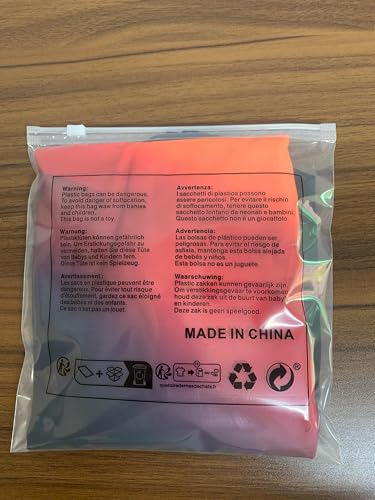 Warning:
Plastic bags can be dangerous.
To avoid danger of suffocation,
keep this bag waw from babies
and children.
This bag is not a toy.
Warnung:
Plastiktüten können gefährlich
sein. Um Erstickungsgefahr zu
vermeiden, halten Sie diese Tüte
von Babys und Kindern fern.
Diese Tüte ist kein Spielzeug.
Avertissement:
Les sacs en plastique peuvent être
dangereux. Pour éviter tout risque
d'étouffement, gardez ce sac éloigné
des bébés et des enfants.
Ce sac n'est pas un jouet.
Avvertenza:
I sacchetti di plastica possono
essere pericolosi. Per evitare il rischio
di soffocamento, tenere questo
sacchetto lontano da neonati e bambini.
Questo sacchetto non è un giocattolo
Advertencia:
Las bolsas de plástico pueden ser
peligrosas. Para evitar el riesgo de
asfixia, mantenga esta bolsa alejada
de bebés y niños.
Esta bolsa no es un juguete.
Waarschuwing:
Plastic zakken kunnen gevaarlijk zijn.
Om verstikkingsgevaar te voorkomen
houd deze zak uit de buurt van baby's
en kinderen.
Deze zak is geen speelgoed.
MADE IN CHINA